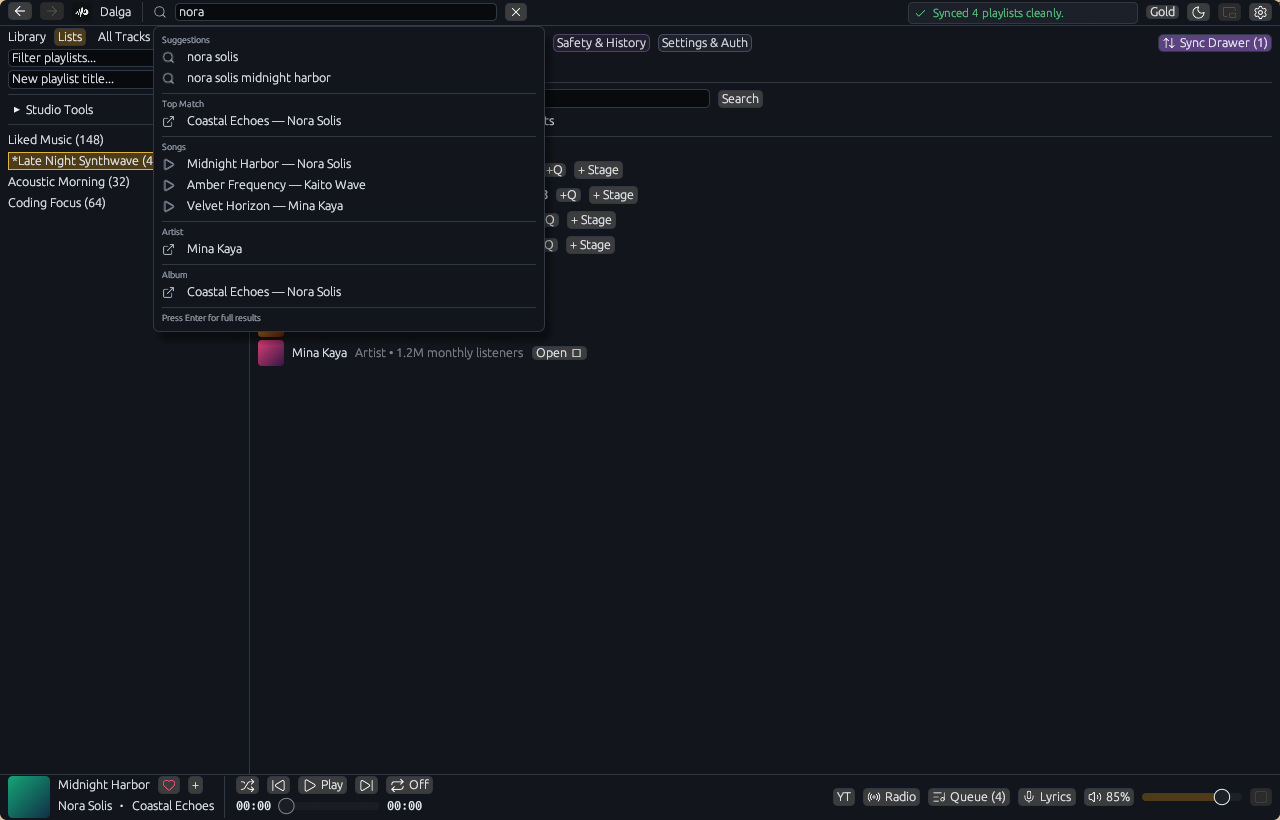 Dalga nora Synced 4 playlists cleanly. Gold
Library Lists All Tracks Safety & History Settings & Auth Sync Drawer (1)
Filter playlists...
New playlist title...
Studio Tools
Liked Music (148)
*Late Night Synthwave (4
Acoustic Morning (32)
Coding Focus (64)
Suggestions
nora solis
nora solis midnight harbor
Top Match
Coastal Echoes — Nora Solis
Songs
Midnight Harbor — Nora Solis
Amber Frequency — Kaito Wave
Velvet Horizon — Mina Kaya
Artist
Mina Kaya
Album
Coastal Echoes — Nora Solis
Press Enter for full results
Search
ts
+Q + Stage
+Q + Stage
Q + Stage
Q + Stage
Mina Kaya Artist • 1.2M monthly listeners Open
Midnight Harbor +
Nora Solis • Coastal Echoes
Play Off
00:00 00:00
YT Radio Queue (4) Lyrics 85%